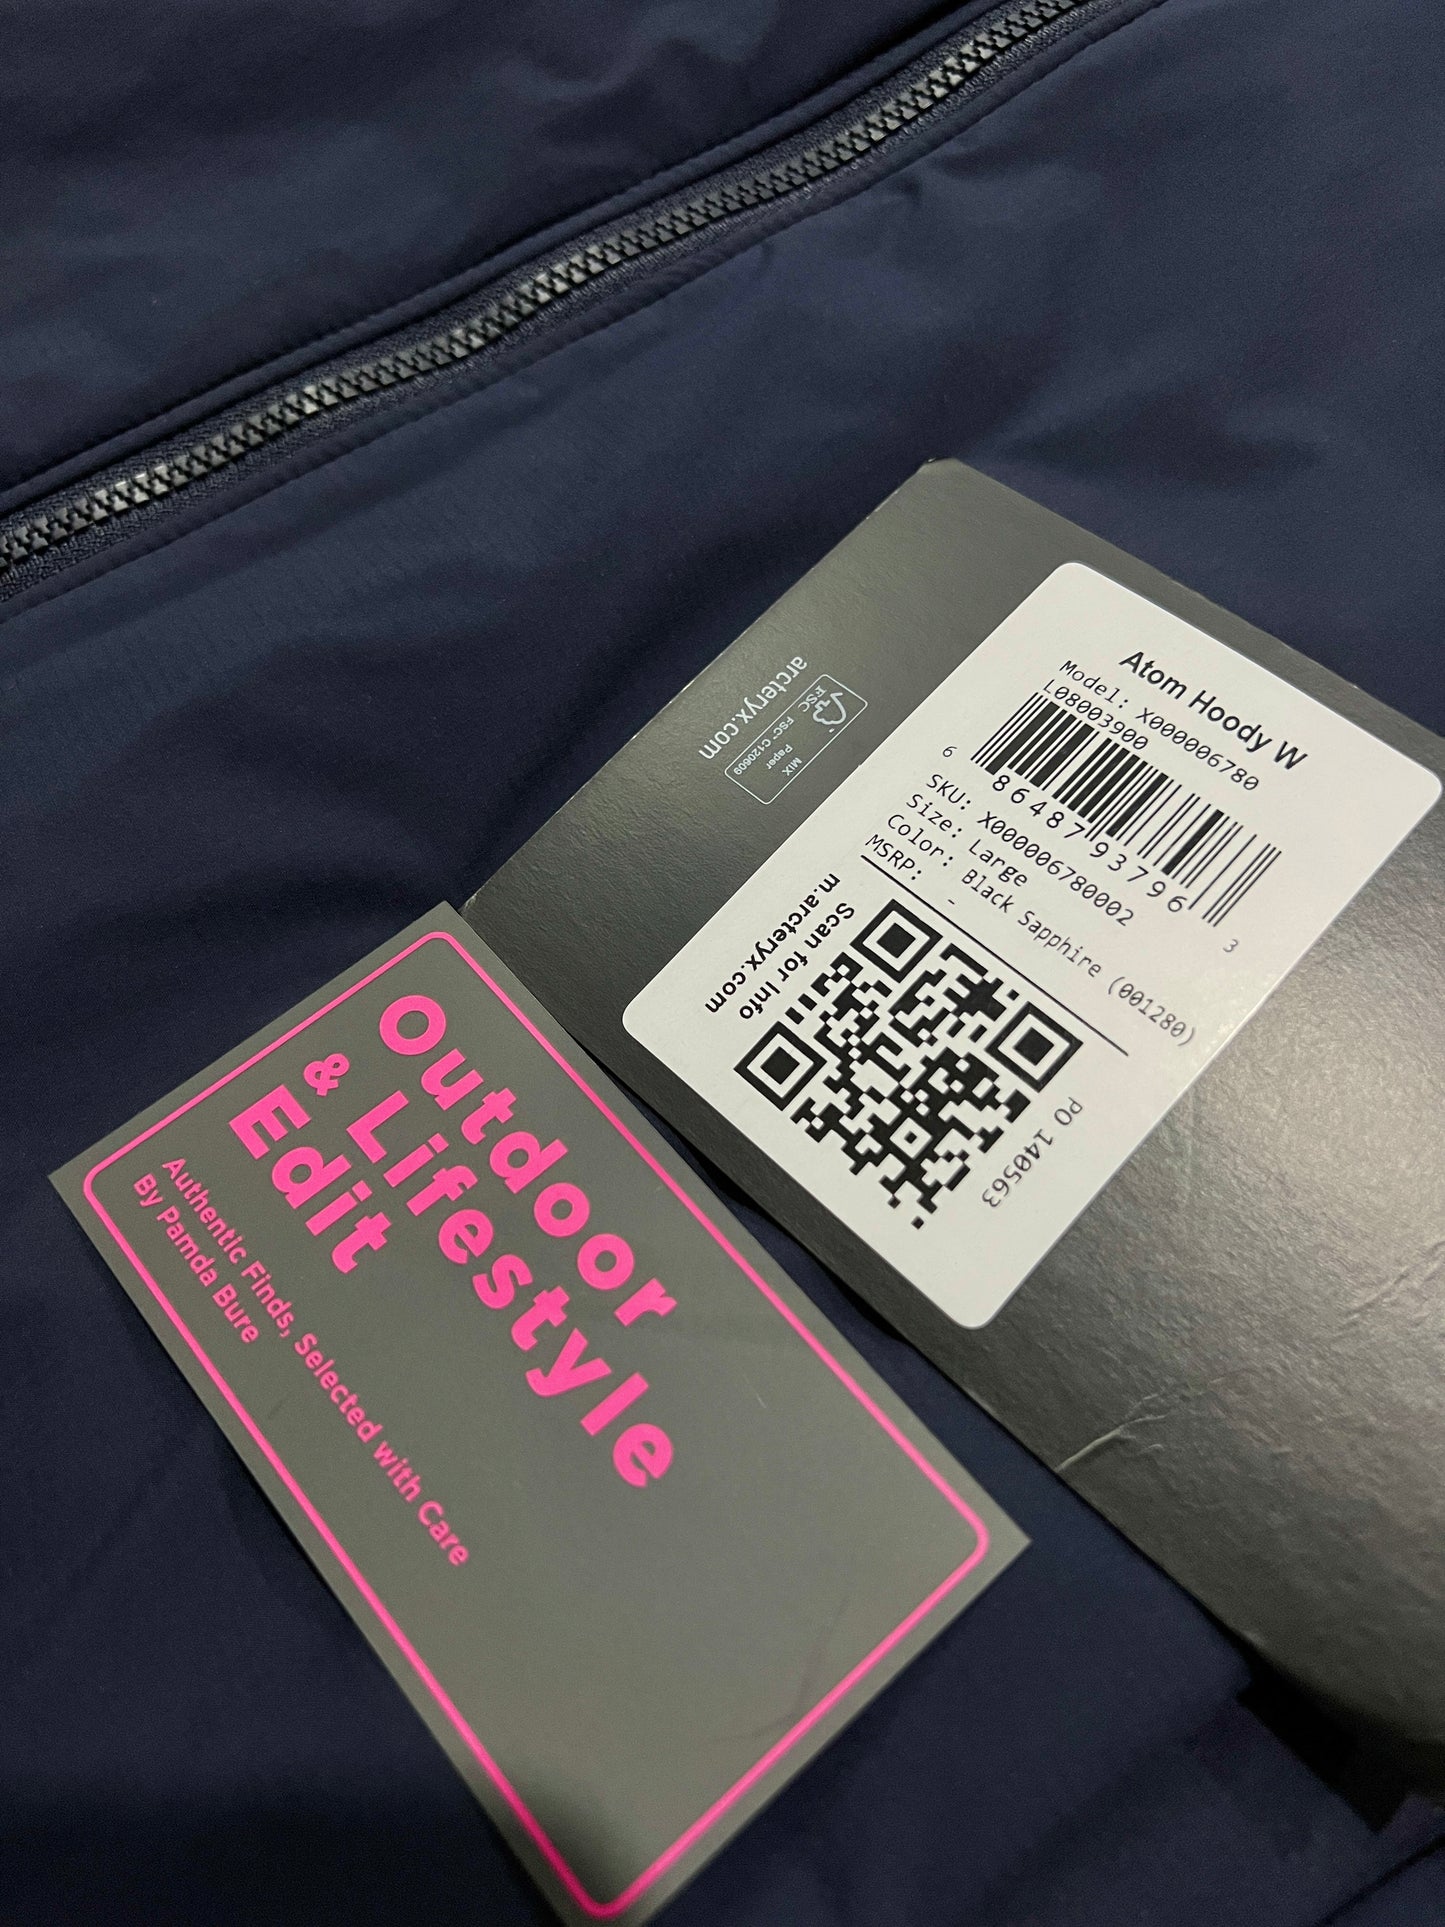 Atom Hoody W
Model: X000006780
L08003900
6 86487 93796 3
SKU: X000006780002
Size: Large
Color: Black Sapphire (001280)
MSRP: -
Scan for Info
m.arcteryx.com
PO 140563
arcteryx.com
FSC
MIX
Paper
FSC™ C120609
Outdoor
& Lifestyle
Edit
Authentic Finds, Selected with Care
By Pamda Bure